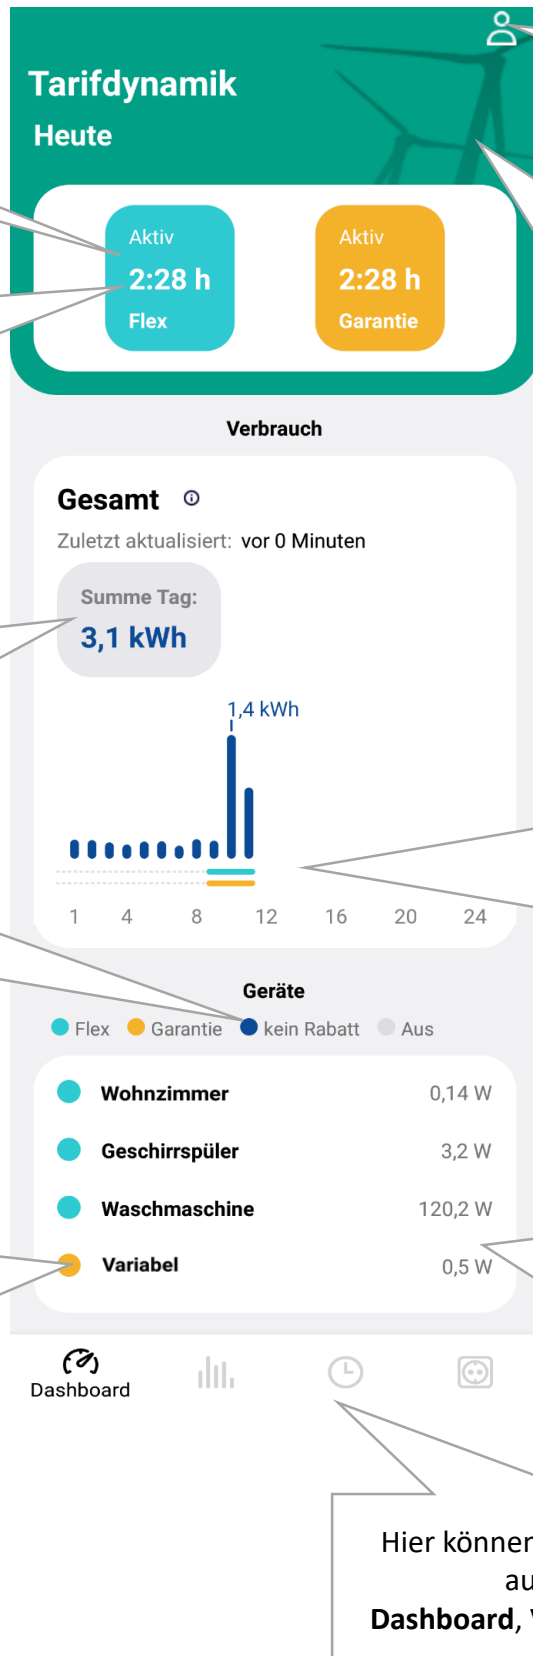 Tarifdynamik
Heute
Aktiv
2:28 h
Flex
Aktiv
2:28 h
Garantie
Verbrauch
Gesamt
Zuletzt aktualisiert: vor 0 Minuten
Summe Tag:
3,1 kWh
1,4 kWh
1 4 8 12 16 20 24
Geräte
Flex Garantie kein Rabatt Aus
Wohnzimmer 0,14 W
Geschirrspüler 3,2 W
Waschmaschine 120,2 W
Variabel 0,5 W
Dashboard
Hier können
au
Dashboard,